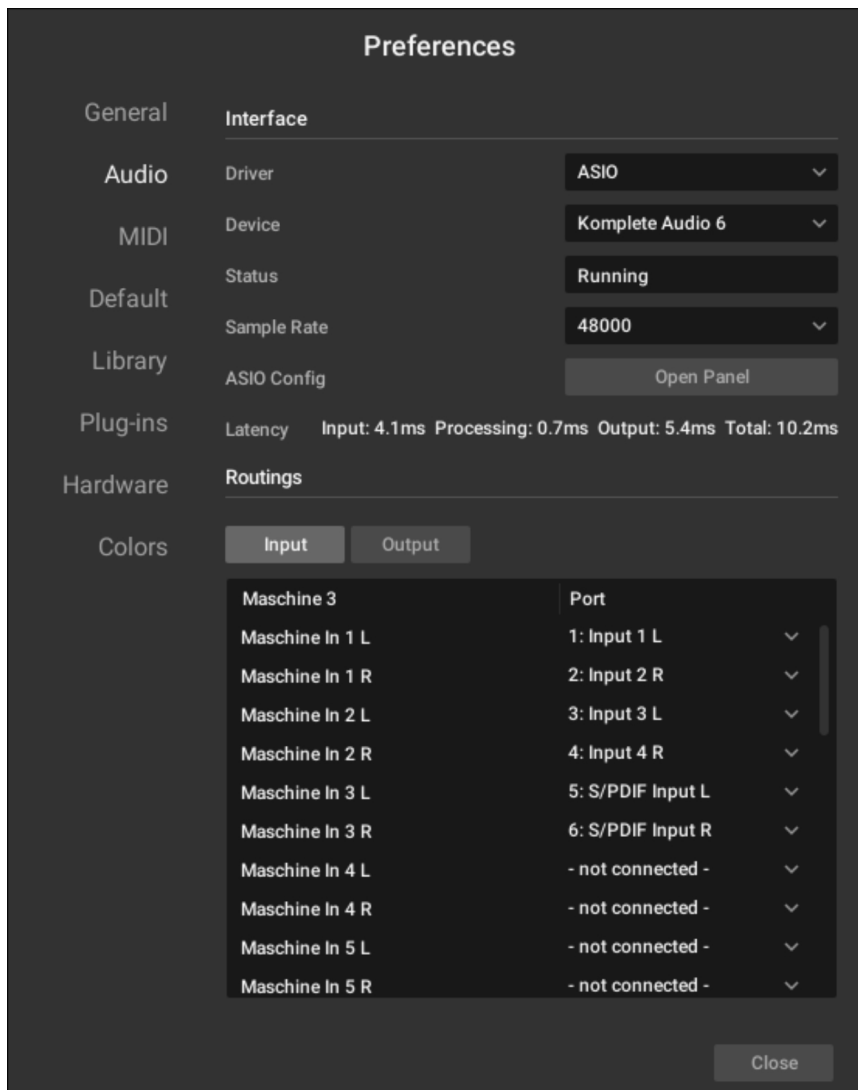 Preferences
General
Audio
MIDI
Default
Library
Plug-ins
Hardware
Colors
Interface
Driver ASIO
Device Komplete Audio 6
Status Running
Sample Rate 48000
ASIO Config Open Panel
Latency Input: 4.1ms Processing: 0.7ms Output: 5.4ms Total: 10.2ms
Routings
Input Output
Maschine 3 Port
Maschine In 1 L 1: Input 1 L
Maschine In 1 R 2: Input 2 R
Maschine In 2 L 3: Input 3 L
Maschine In 2 R 4: Input 4 R
Maschine In 3 L 5: S/PDIF Input L
Maschine In 3 R 6: S/PDIF Input R
Maschine In 4 L - not connected -
Maschine In 4 R - not connected -
Maschine In 5 L - not connected -
Maschine In 5 R - not connected -
Close